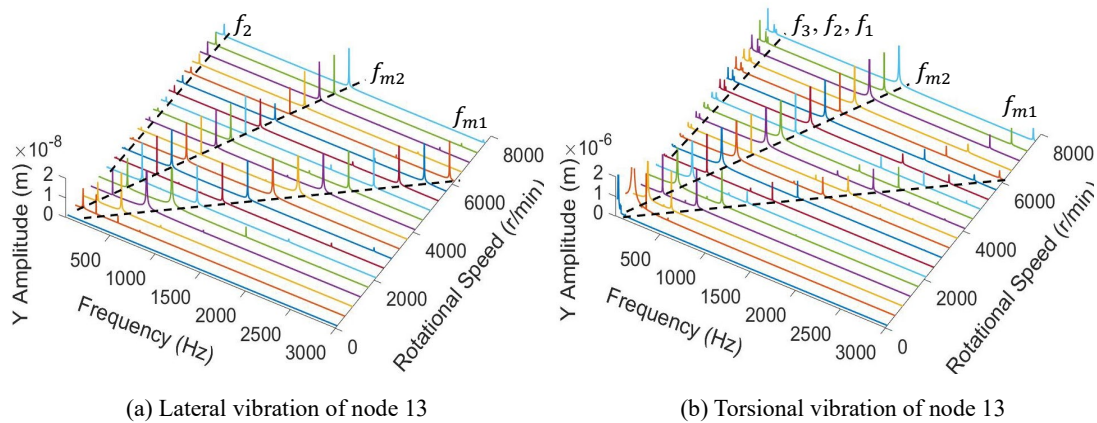 f2
fm2
fm1
× 10-8
2
1
0
Y Amplitude (m)
500
1000
1500
2000
2500
3000
Frequency (Hz)
0
2000
4000
6000
8000
Rotational Speed (r/min)
(a) Lateral vibration of node 13
f3, f2, f1
fm2
fm1
× 10-6
2
1
0
Y Amplitude (m)
500
1000
1500
2000
2500
3000
Frequency (Hz)
0
2000
4000
6000
8000
Rotational Speed (r/min)
(b) Torsional vibration of node 13